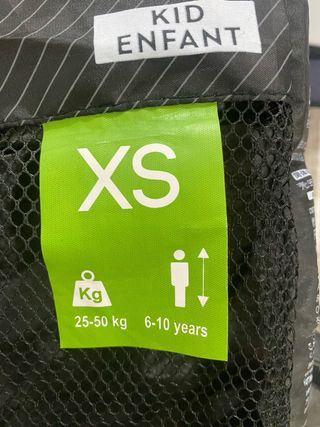 KID
ENFANT
XS
Kg
25-50 kg 6-10 years